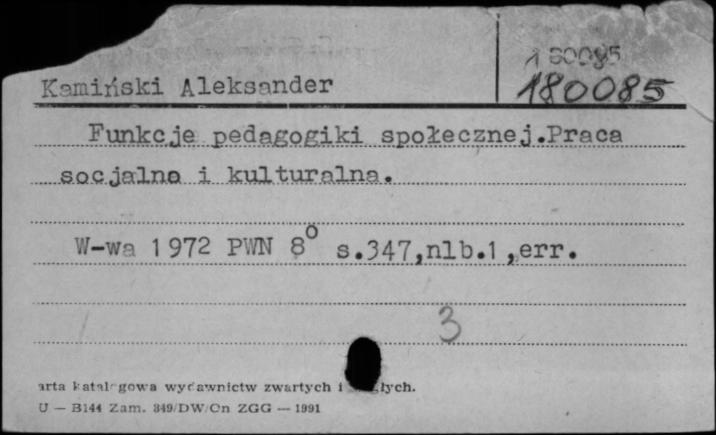 180085
Kamiński Aleksander 180085
Funkcje pedagogiki społecznej.Praca
socjalna i kulturalna.
W-wa 1972 PWN 8° s.347,nlb.1,err.
3
arta katalogowa wydawnictw zwartych i
U — B144 Zam. 349/DW/On ZGG — 1991